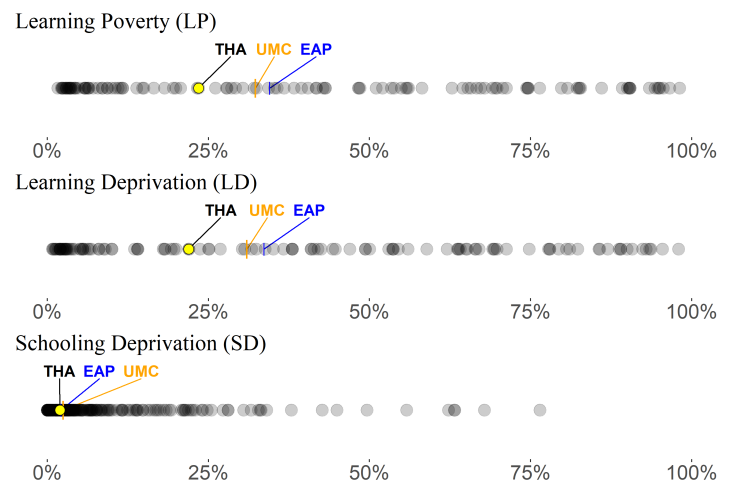 Learning Poverty (LP)
THA UMC EAP
0% 25% 50% 75% 100%
Learning Deprivation (LD)
THA UMC EAP
0% 25% 50% 75% 100%
Schooling Deprivation (SD)
THA EAP UMC
0% 25% 50% 75% 100%